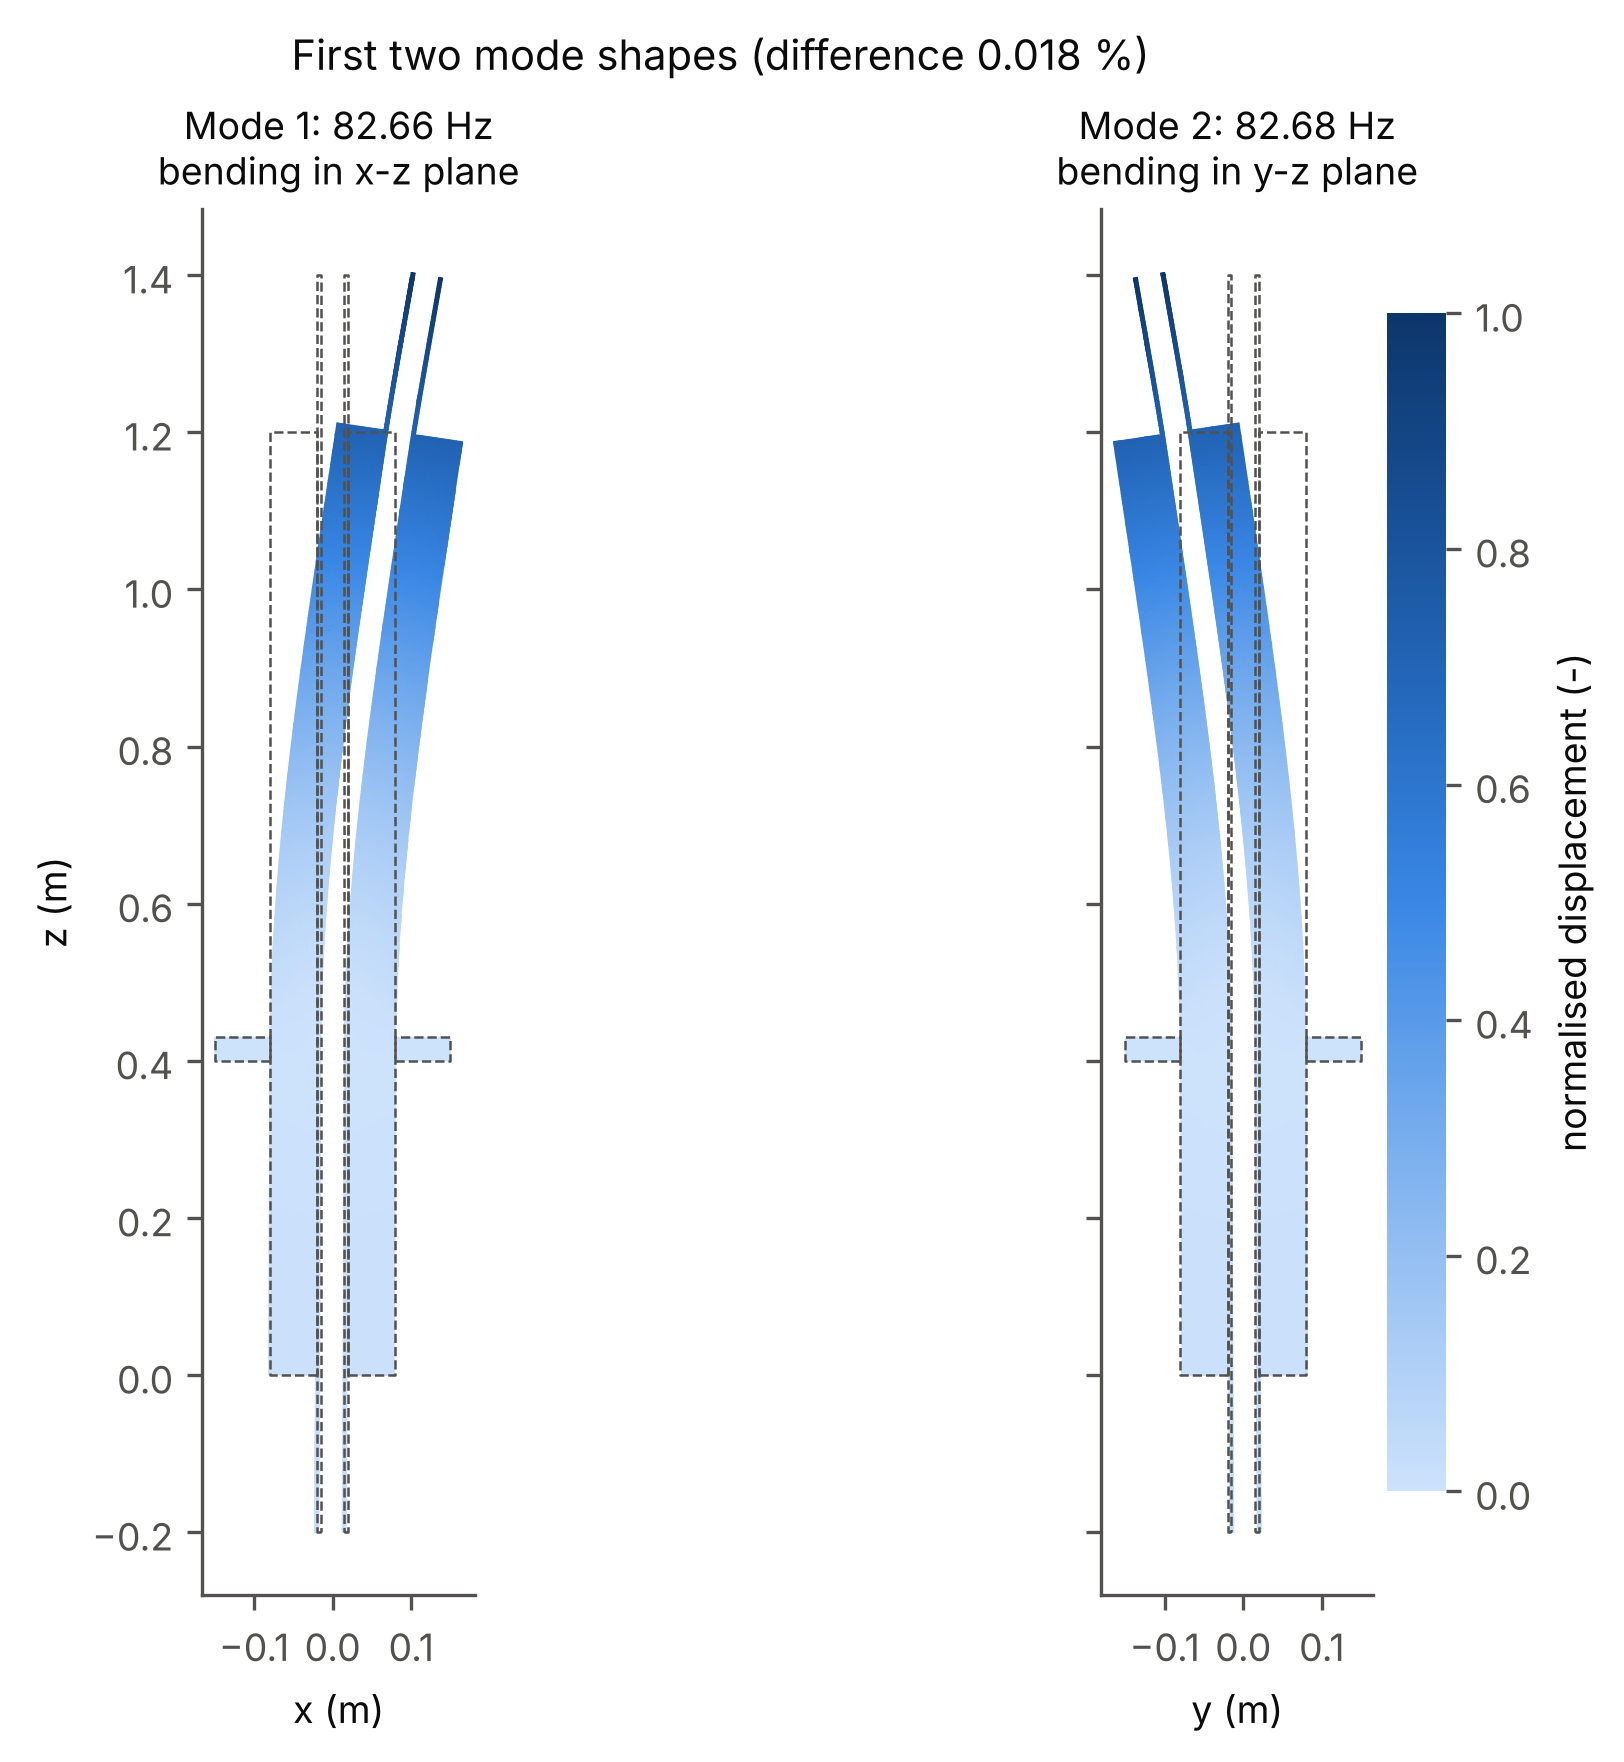 First two mode shapes (difference 0.018 %)
Mode 1: 82.66 Hz
bending in x-z plane
Mode 2: 82.68 Hz
bending in y-z plane
z (m)
1.4
1.2
1.0
0.8
0.6
0.4
0.2
0.0
−0.2
−0.1 0.0 0.1
x (m)
−0.1 0.0 0.1
y (m)
1.0
0.8
0.6
0.4
0.2
0.0
normalised displacement (-)